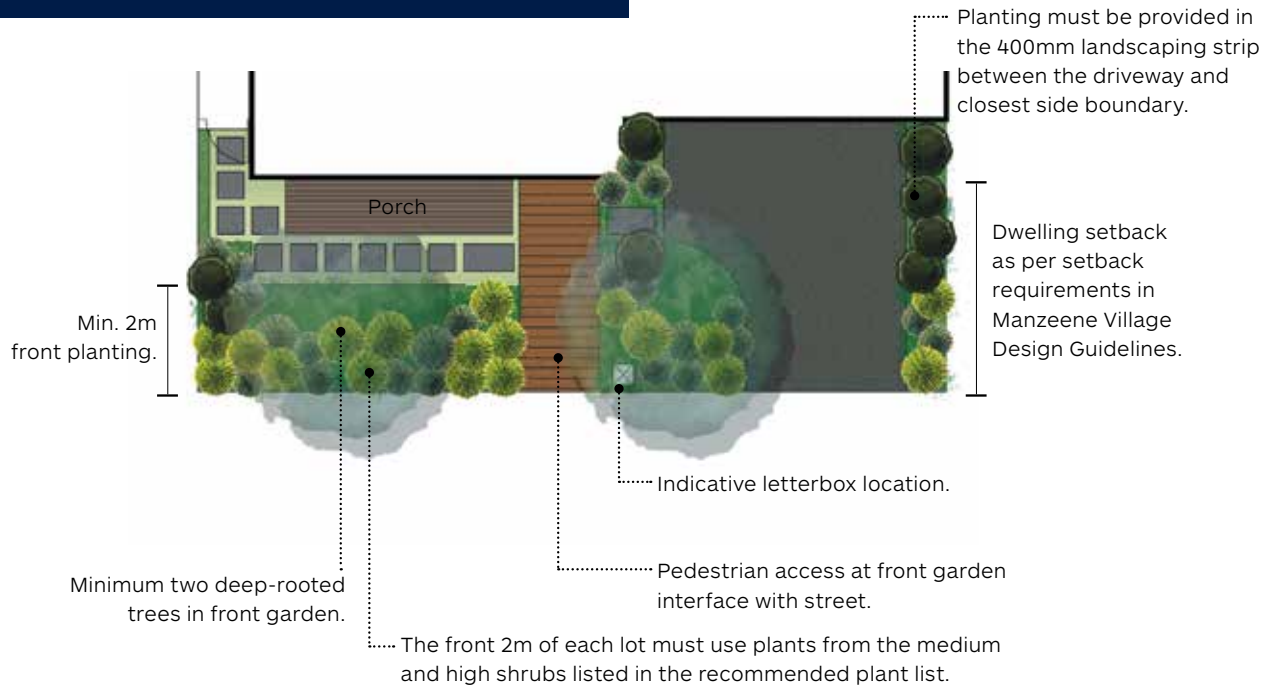 Planting must be provided in
the 400mm landscaping strip
between the driveway and
closest side boundary.
Porch
Dwelling setback
as per setback
requirements in
Manzeene Village
Design Guidelines.
Min. 2m
front planting.
Indicative letterbox location.
Pedestrian access at front garden
interface with street.
Minimum two deep-rooted
trees in front garden.
The front 2m of each lot must use plants from the medium
and high shrubs listed in the recommended plant list.